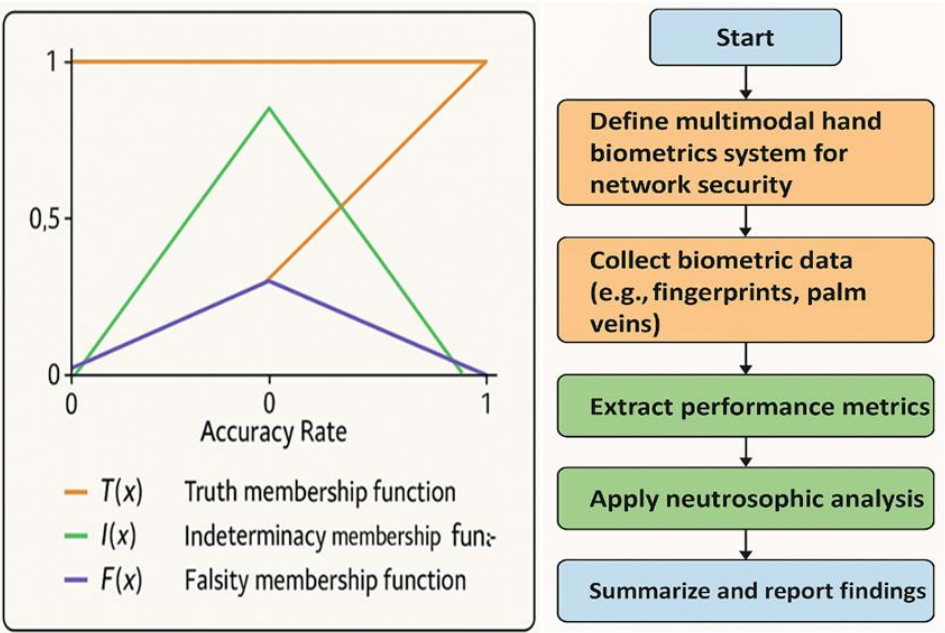 1
0,5
0
0 0 1
Accuracy Rate
T(x) Truth membership function
I(x) Indeterminacy membership fun
F(x) Falsity membership function
Start
Define multimodal hand
biometrics system for
network security
Collect biometric data
(e.g., fingerprints, palm
veins)
Extract performance metrics
Apply neutrosophic analysis
Summarize and report findings